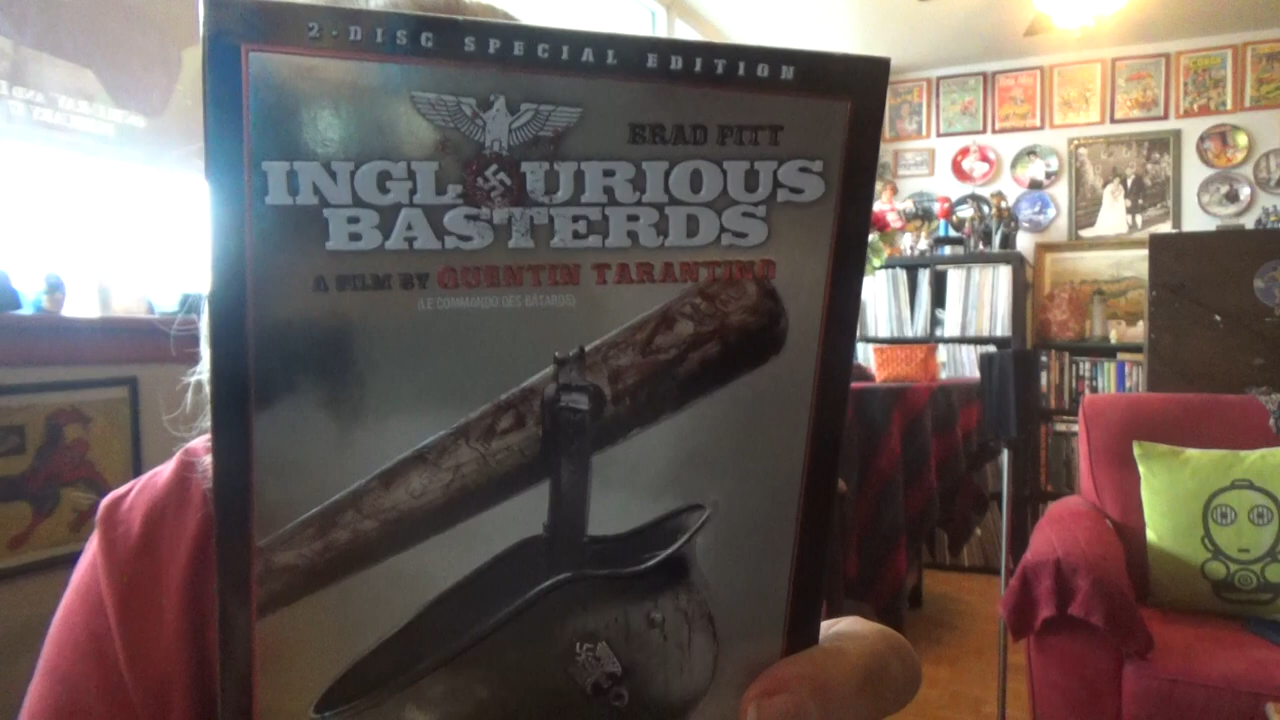 2·DISC SPECIAL EDITION
BRAD PITT
INGLOURIOUS
BASTERDS
A FILM BY QUENTIN TARANTINO
(LE COMMANDO DES BÂTARDS)